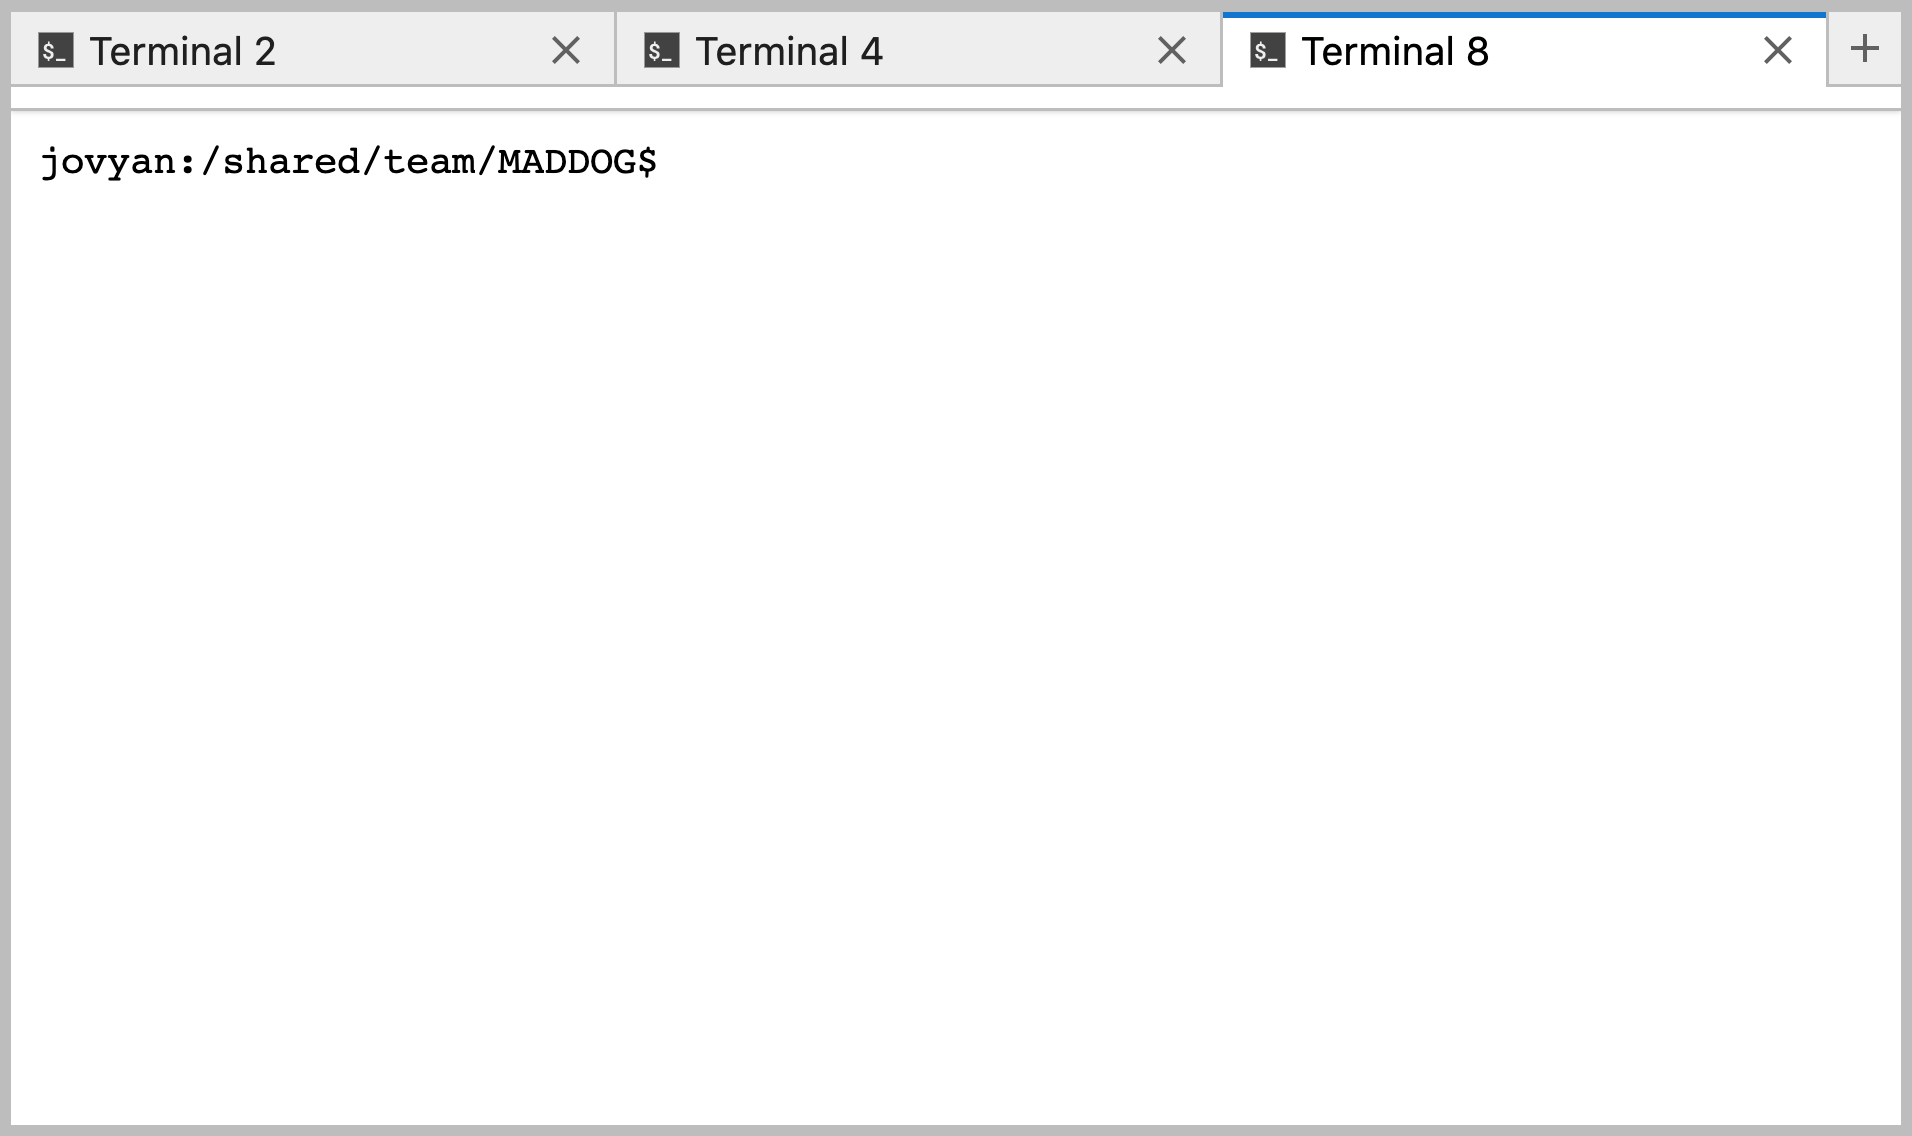 $_ Terminal 2 $_ Terminal 4 $_ Terminal 8
jovyan:/shared/team/MADDOG$